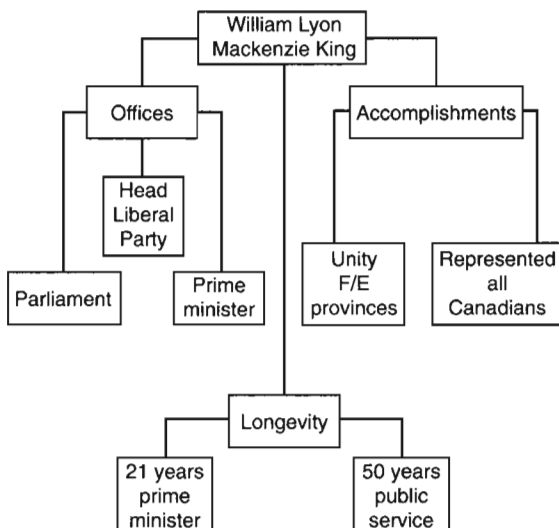 William Lyon
Mackenzie King
Offices
Accomplishments
Head
Liberal
Party
Parliament
Prime
minister
Unity
F/E
provinces
Represented
all
Canadians
Longevity
21 years
prime
minister
50 years
public
service